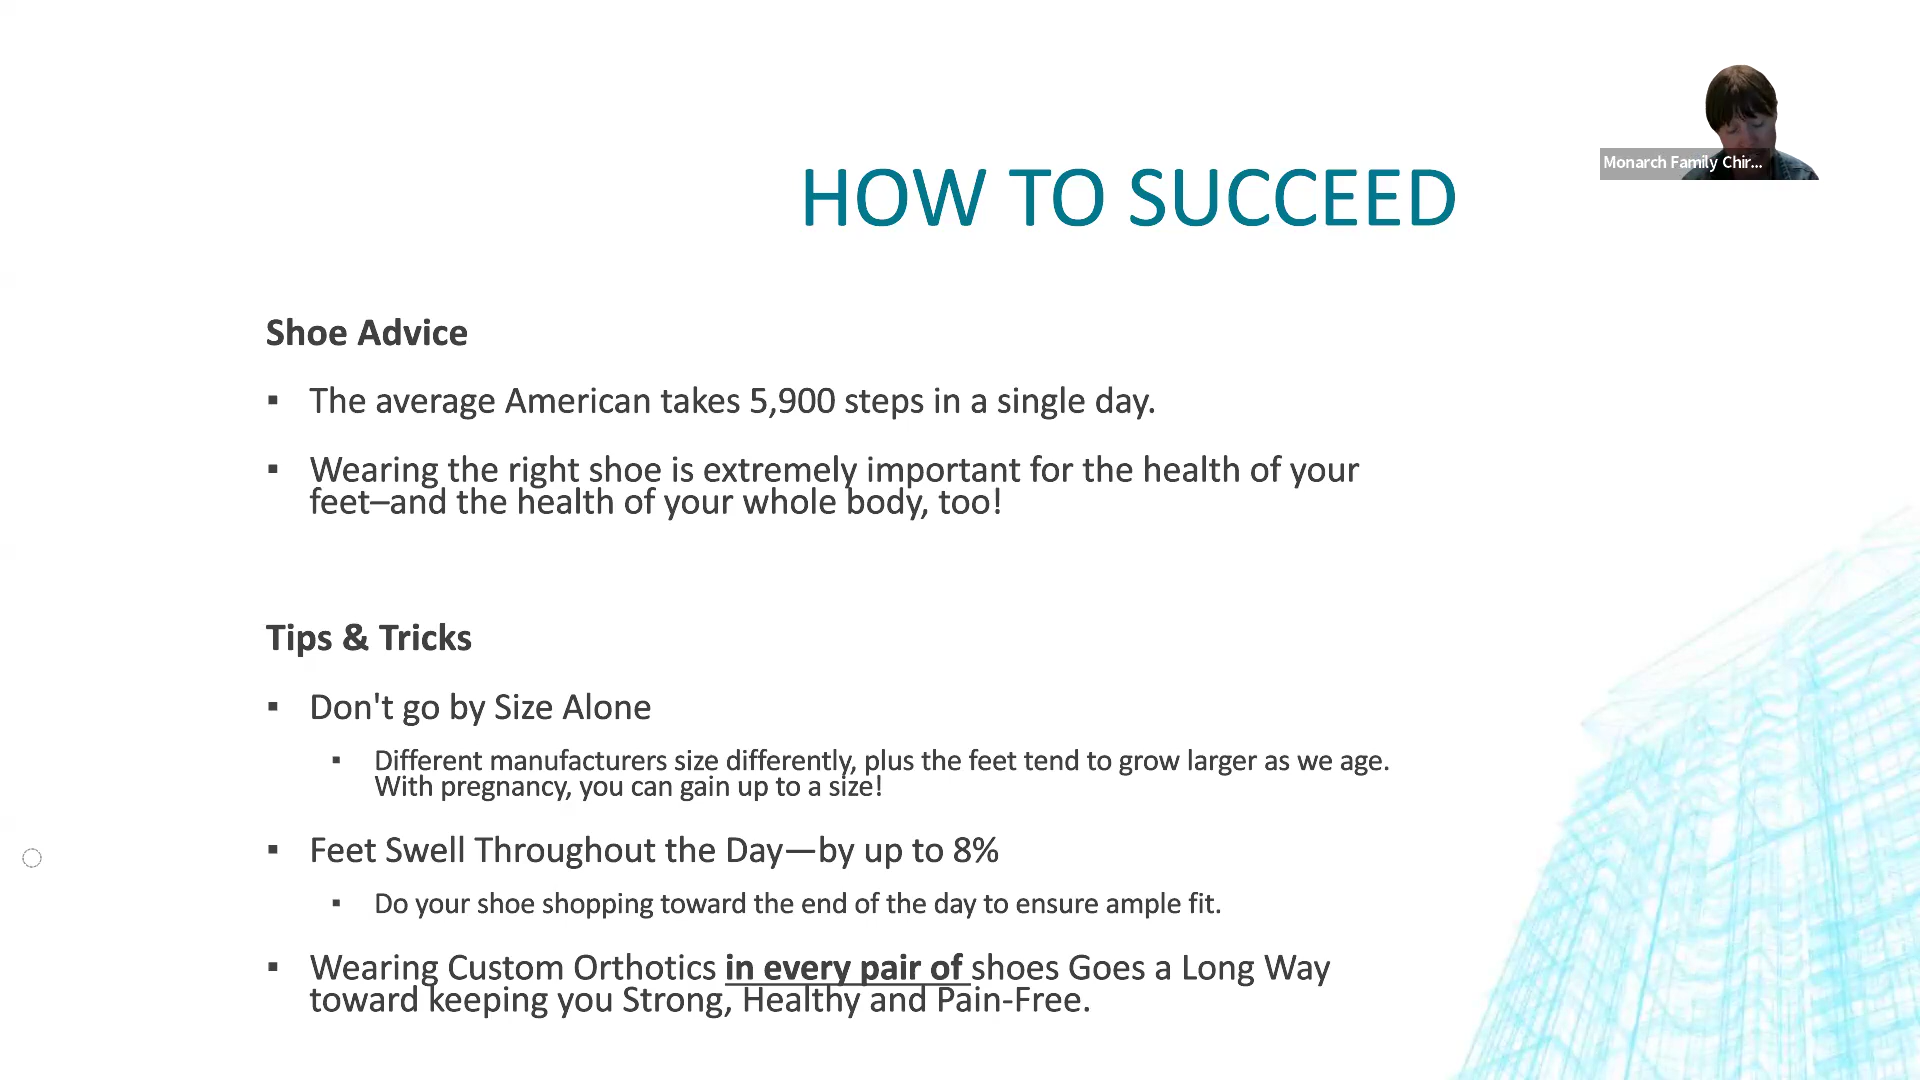 Monarch Family Chir...
HOW TO SUCCEED
Shoe Advice
▪ The average American takes 5,900 steps in a single day.
▪ Wearing the right shoe is extremely important for the health of your
feet–and the health of your whole body, too!
Tips & Tricks
▪ Don't go by Size Alone
▪ Different manufacturers size differently, plus the feet tend to grow larger as we age.
With pregnancy, you can gain up to a size!
▪ Feet Swell Throughout the Day—by up to 8%
▪ Do your shoe shopping toward the end of the day to ensure ample fit.
▪ Wearing Custom Orthotics in every pair of shoes Goes a Long Way
toward keeping you Strong, Healthy and Pain-Free.